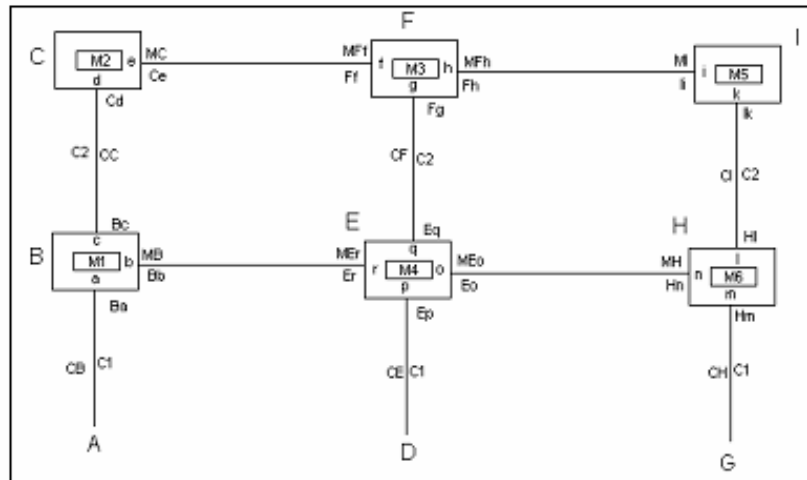 F
I
C M2 e MC MFf f M3 h MFh MI i M5
d Ce Ff g Fh Ii k
Cd Fg Ik
C2 CC CF C2 CI C2
Bc E Eq H Hl
B c MB MEr q MEo MH l
M1 b r M4 o n M6
a Bb Er p Eo Hn m
Ba Ep Hm
CB C1 CE C1 CH C1
A D G